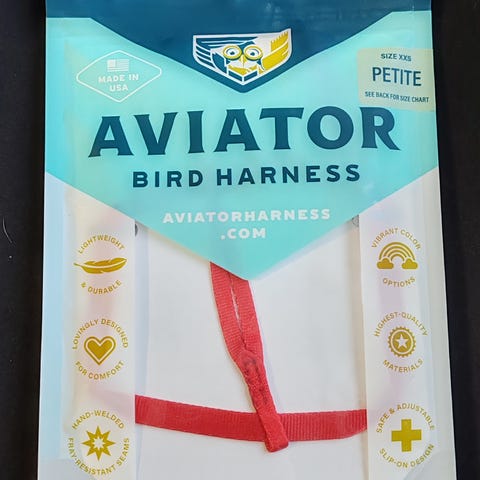 MADE IN
USA
SIZE XXS
PETITE
SEE BACK FOR SIZE CHART
AVIATOR
BIRD HARNESS
AVIATORHARNESS
.COM
LIGHTWEIGHT
& DURABLE
VIBRANT COLOR
OPTIONS
LOVINGLY DESIGNED
FOR COMFORT
HIGHEST-QUALITY
MATERIALS
HAND-WELDED
FRAY-RESISTANT SEAMS
SAFE & ADJUSTABLE
SLIP-ON DESIGN